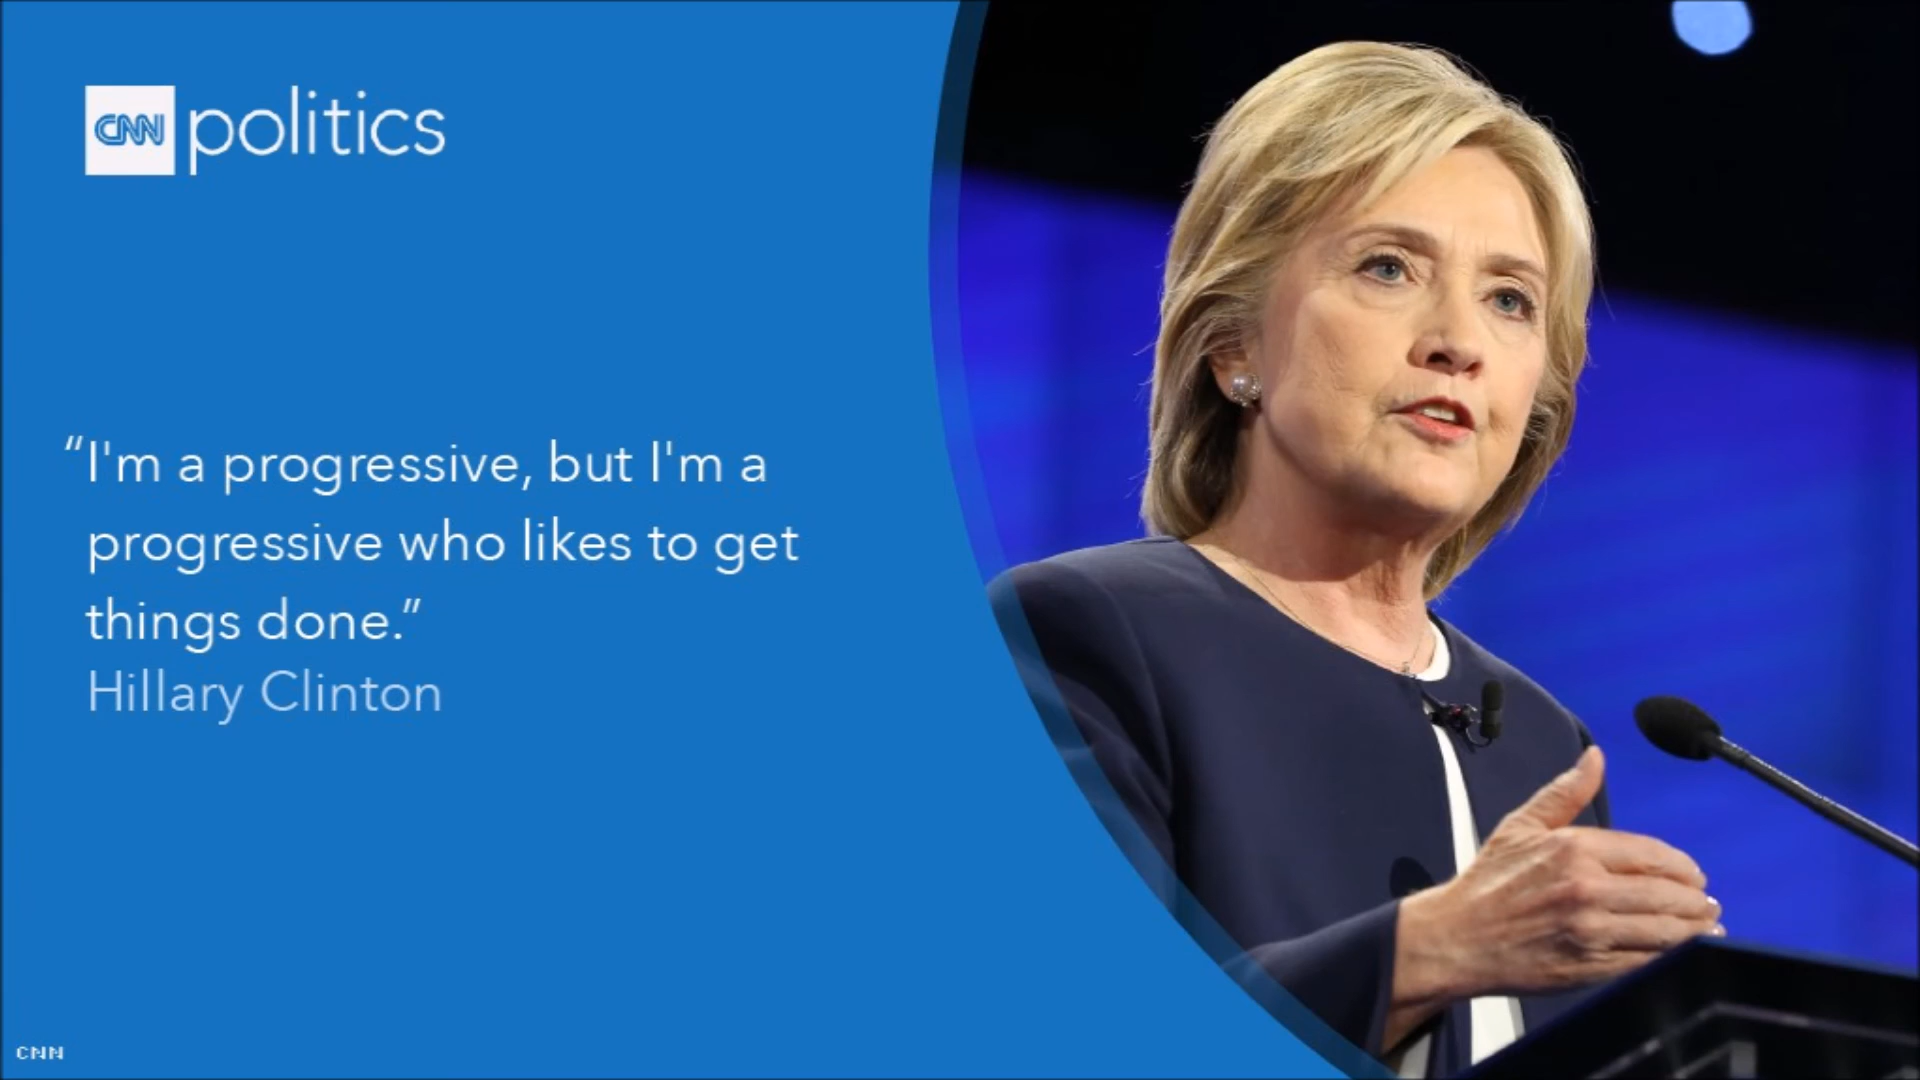 CNN politics
“I'm a progressive, but I'm a
progressive who likes to get
things done.”
Hillary Clinton
CNN